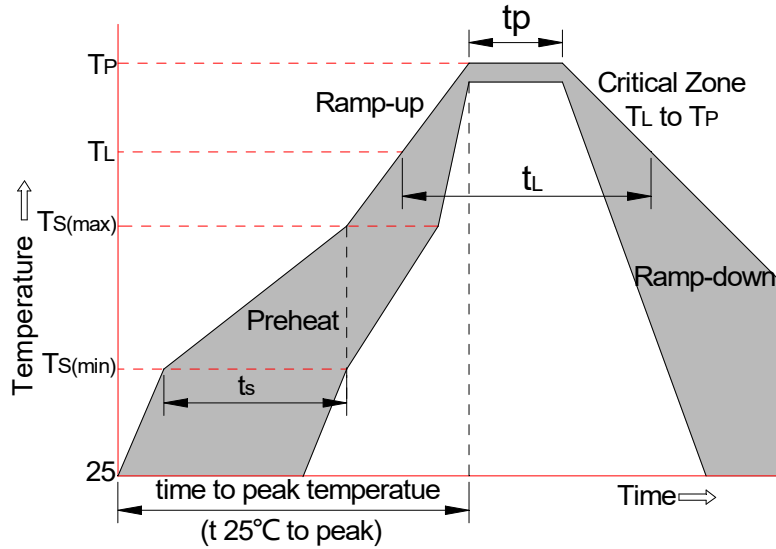 tp
TP
Critical Zone
TL to TP
Ramp-up
TL
tL
TS(max)
Temperature
Ramp-down
Preheat
TS(min)
ts
25
time to peak temperatue
Time
(t 25℃ to peak)